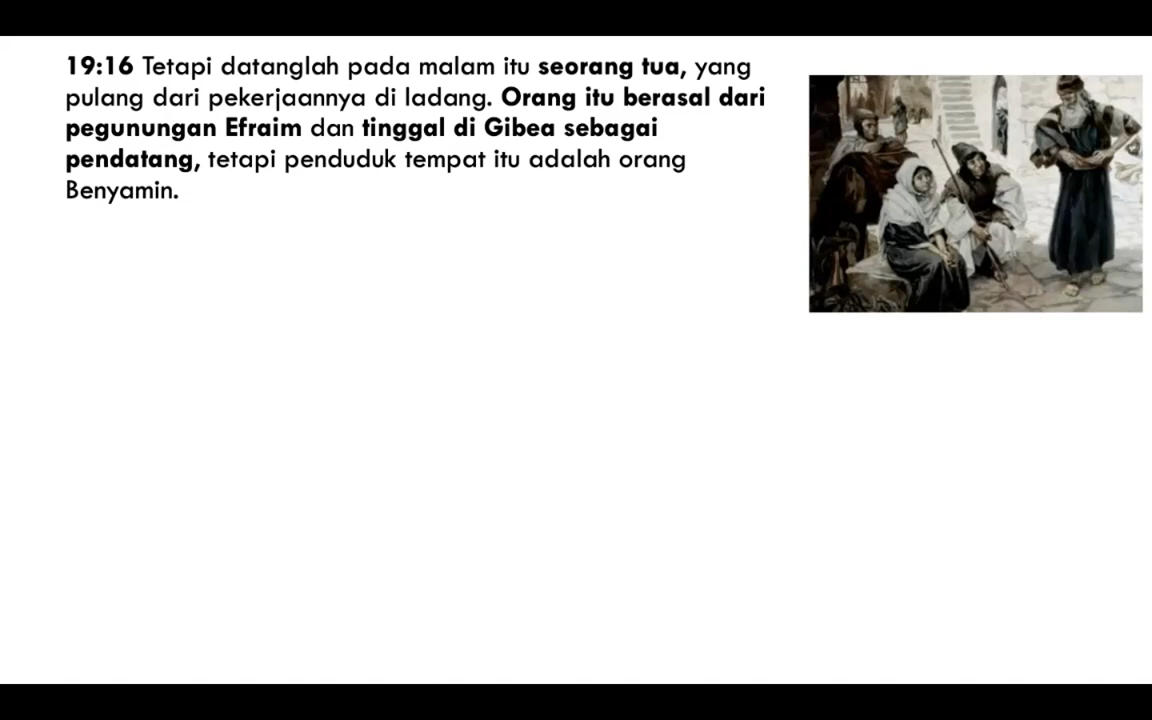 19:16 Tetapi datanglah pada malam itu seorang tua, yang
pulang dari pekerjaannya di ladang. Orang itu berasal dari
pegunungan Efraim dan tinggal di Gibea sebagai
pendatang, tetapi penduduk tempat itu adalah orang
Benyamin.